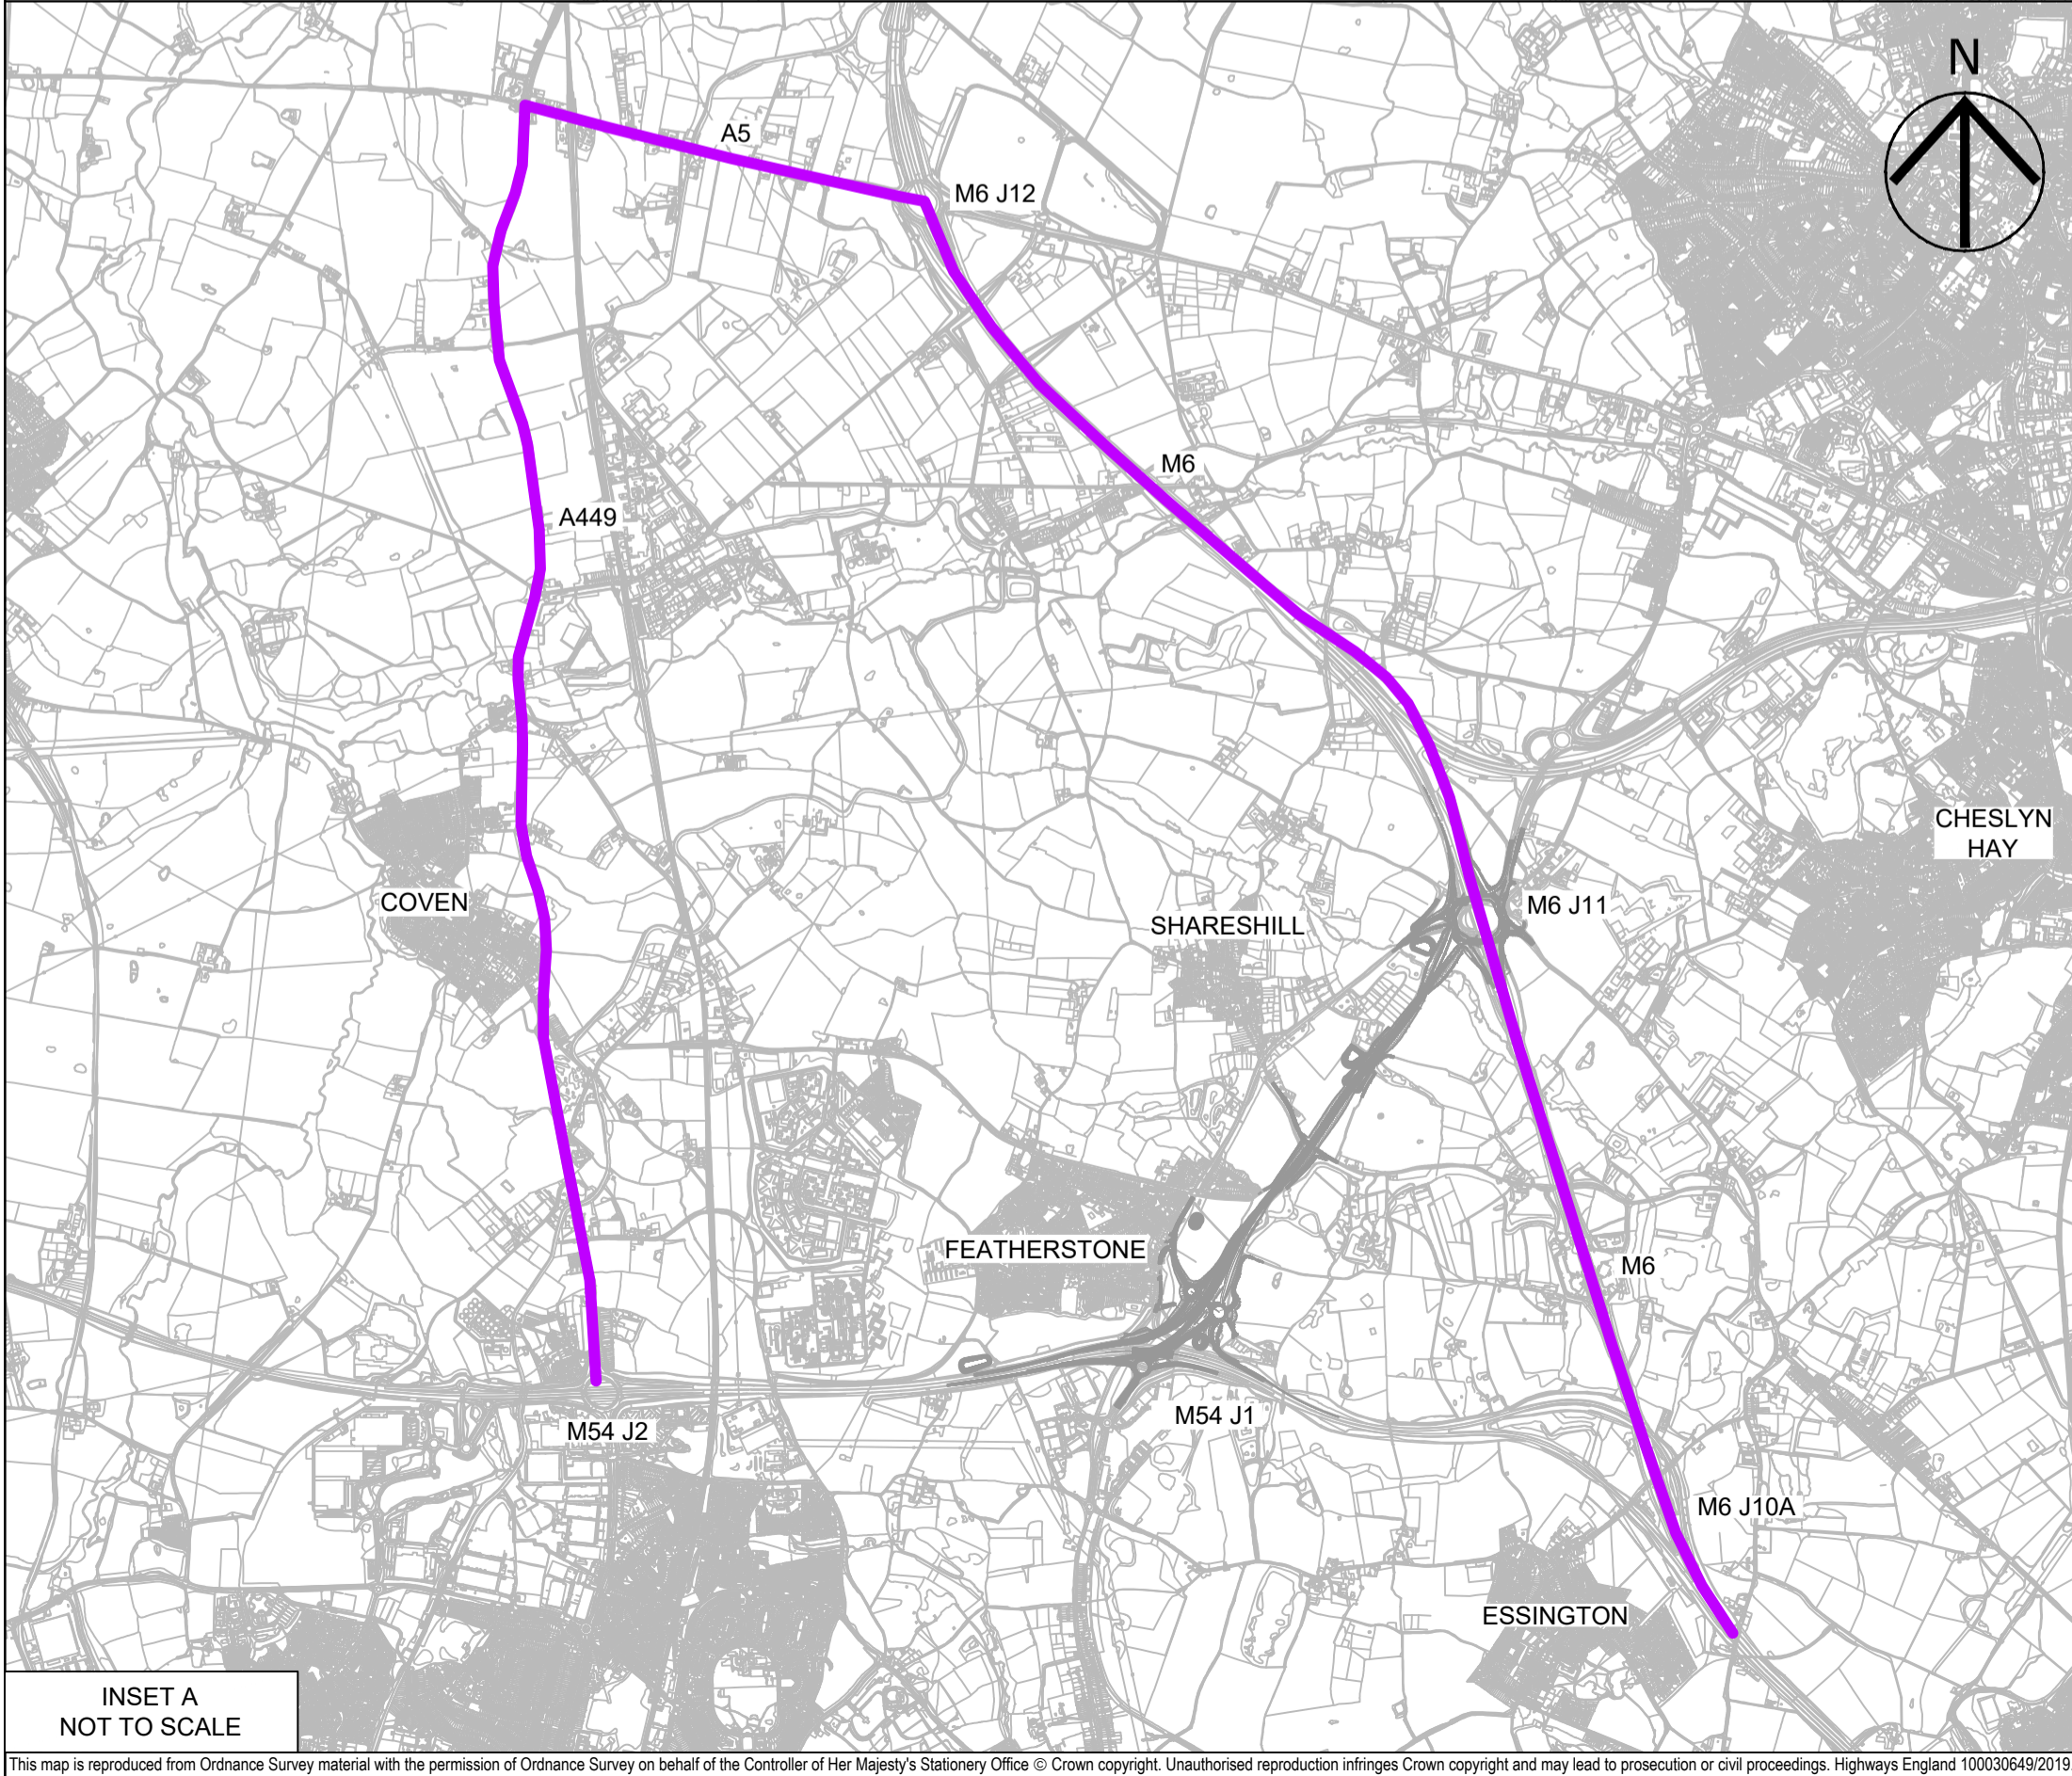 N
A5
M6 J12
M6
A449
CHESLYN
HAY
COVEN
M6 J11
SHARESHILL
FEATHERSTONE
M6
M54 J1
M54 J2
M6 J10A
ESSINGTON
INSET A
NOT TO SCALE
This map is reproduced from Ordnance Survey material with the permission of Ordnance Survey on behalf of the Controller of Her Majesty's Stationery Office © Crown copyright. Unauthorised reproduction infringes Crown copyright and may lead to prosecution or civil proceedings. Highways England 100030649/2019